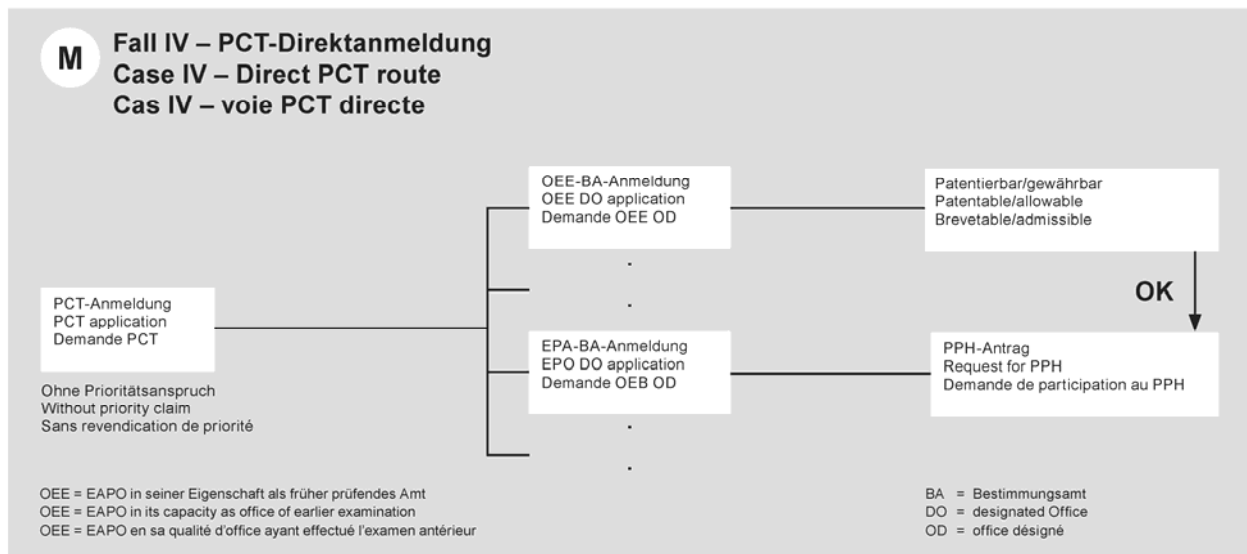 M
Fall IV – PCT-Direktanmeldung
Case IV – Direct PCT route
Cas IV – voie PCT directe
OEE-BA-Anmeldung
OEE DO application
Demande OEE OD
Patentierbar/gewährbar
Patentable/allowable
Brevetable/admissible
OK
PCT-Anmeldung
PCT application
Demande PCT
EPA-BA-Anmeldung
EPO DO application
Demande OEB OD
PPH-Antrag
Request for PPH
Demande de participation au PPH
Ohne Prioritätsanspruch
Without priority claim
Sans revendication de priorité
OEE = EAPO in seiner Eigenschaft als früher prüfendes Amt
OEE = EAPO in its capacity as office of earlier examination
OEE = EAPO en sa qualité d'office ayant effectué l'examen antérieur
BA = Bestimmungsamt
DO = designated Office
OD = office désigné